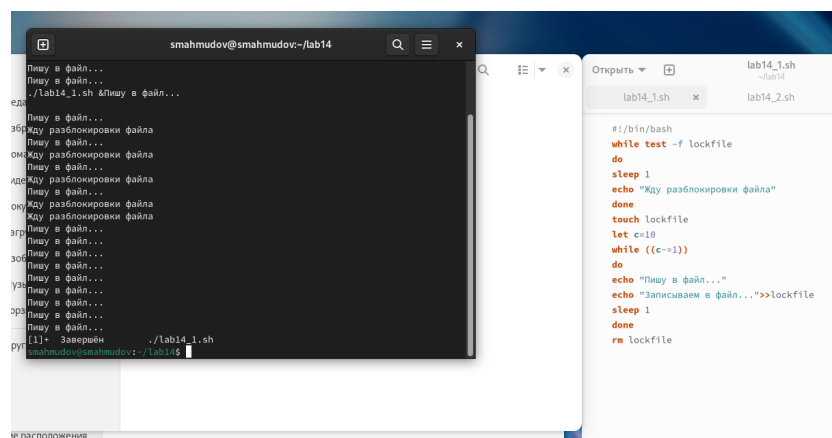 smahmudov@smahmudov:~/lab14
Пишу в файл...
Пишу в файл...
./lab14_1.sh &Пишу в файл...
Пишу в файл...
Жду разблокировки файла
Пишу в файл...
Жду разблокировки файла
Пишу в файл...
Жду разблокировки файла
Пишу в файл...
Жду разблокировки файла
Жду разблокировки файла
Пишу в файл...
Пишу в файл...
Пишу в файл...
Пишу в файл...
Пишу в файл...
Пишу в файл...
Пишу в файл...
Пишу в файл...
Пишу в файл...
[1]+ Завершён ./lab14_1.sh
smahmudov@smahmudov:~/lab14$
Открыть
lab14_1.sh
~/lab14
lab14_1.sh
lab14_2.sh
#!/bin/bash
while test -f lockfile
do
sleep 1
echo "Жду разблокировки файла"
done
touch lockfile
let c=10
while ((c-=1))
do
echo "Пишу в файл..."
echo "Записываем в файл...">>lockfile
sleep 1
done
rm lockfile